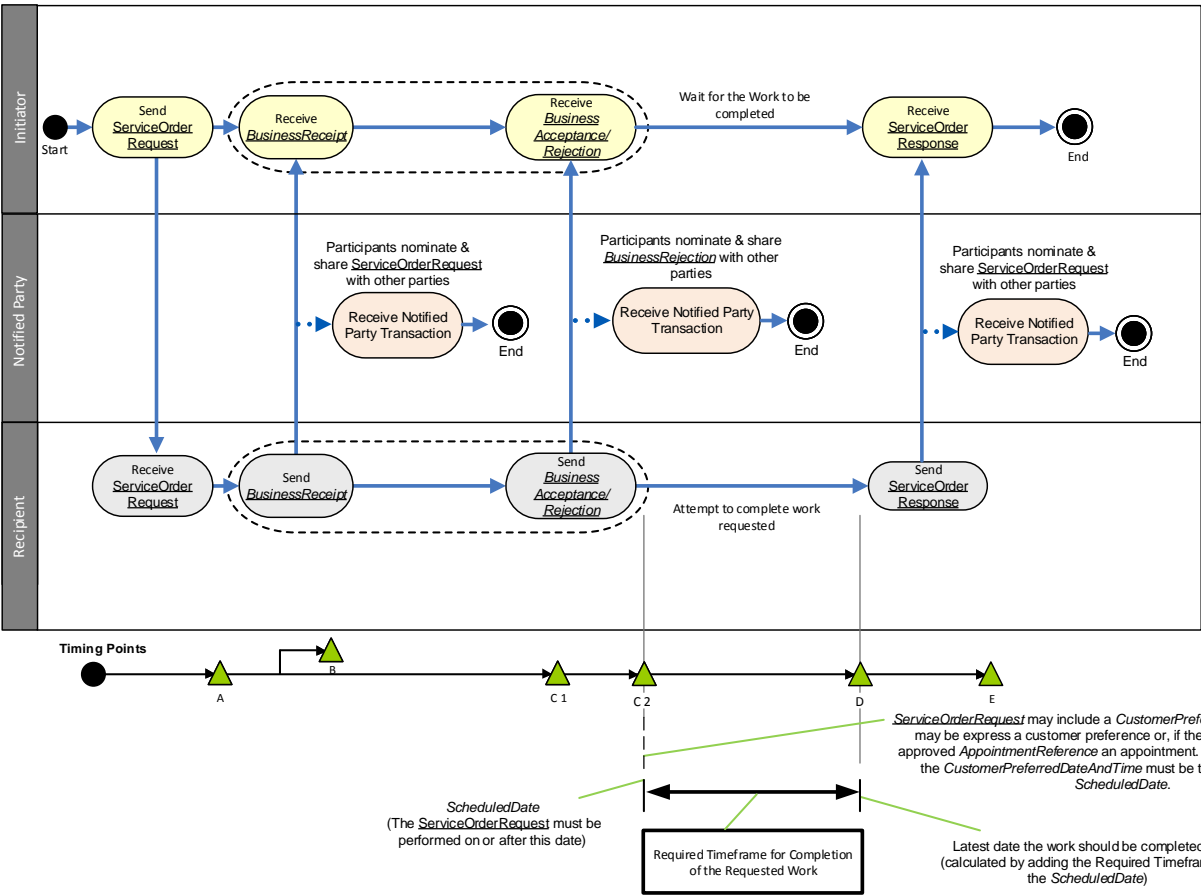 Initiator
Start
Send
ServiceOrder
Request
Receive
BusinessReceipt
Receive
Business
Acceptance/
Rejection
Wait for the Work to be
completed
Receive
ServiceOrder
Response
End
Notified Party
Participants nominate &
share ServiceOrderRequest
with other parties
Receive Notified
Party Transaction
End
Participants nominate & share
BusinessRejection with other
parties
Receive Notified Party
Transaction
End
Participants nominate &
share ServiceOrderRequest
with other parties
Receive Notified
Party Transaction
End
Recipient
Receive
ServiceOrder
Request
Send
BusinessReceipt
Send
Business
Acceptance/
Rejection
Attempt to complete work
requested
Send
ServiceOrder
Response
Timing Points
A
B
C 1
C 2
D
E
ServiceOrderRequest may include a CustomerPref
may be express a customer preference or, if the
approved AppointmentReference an appointment.
the CustomerPreferredDateAndTime must be t
ScheduledDate.
ScheduledDate
(The ServiceOrderRequest must be
performed on or after this date)
Required Timeframe for Completion
of the Requested Work
Latest date the work should be completed
(calculated by adding the Required Timefra
the ScheduledDate)